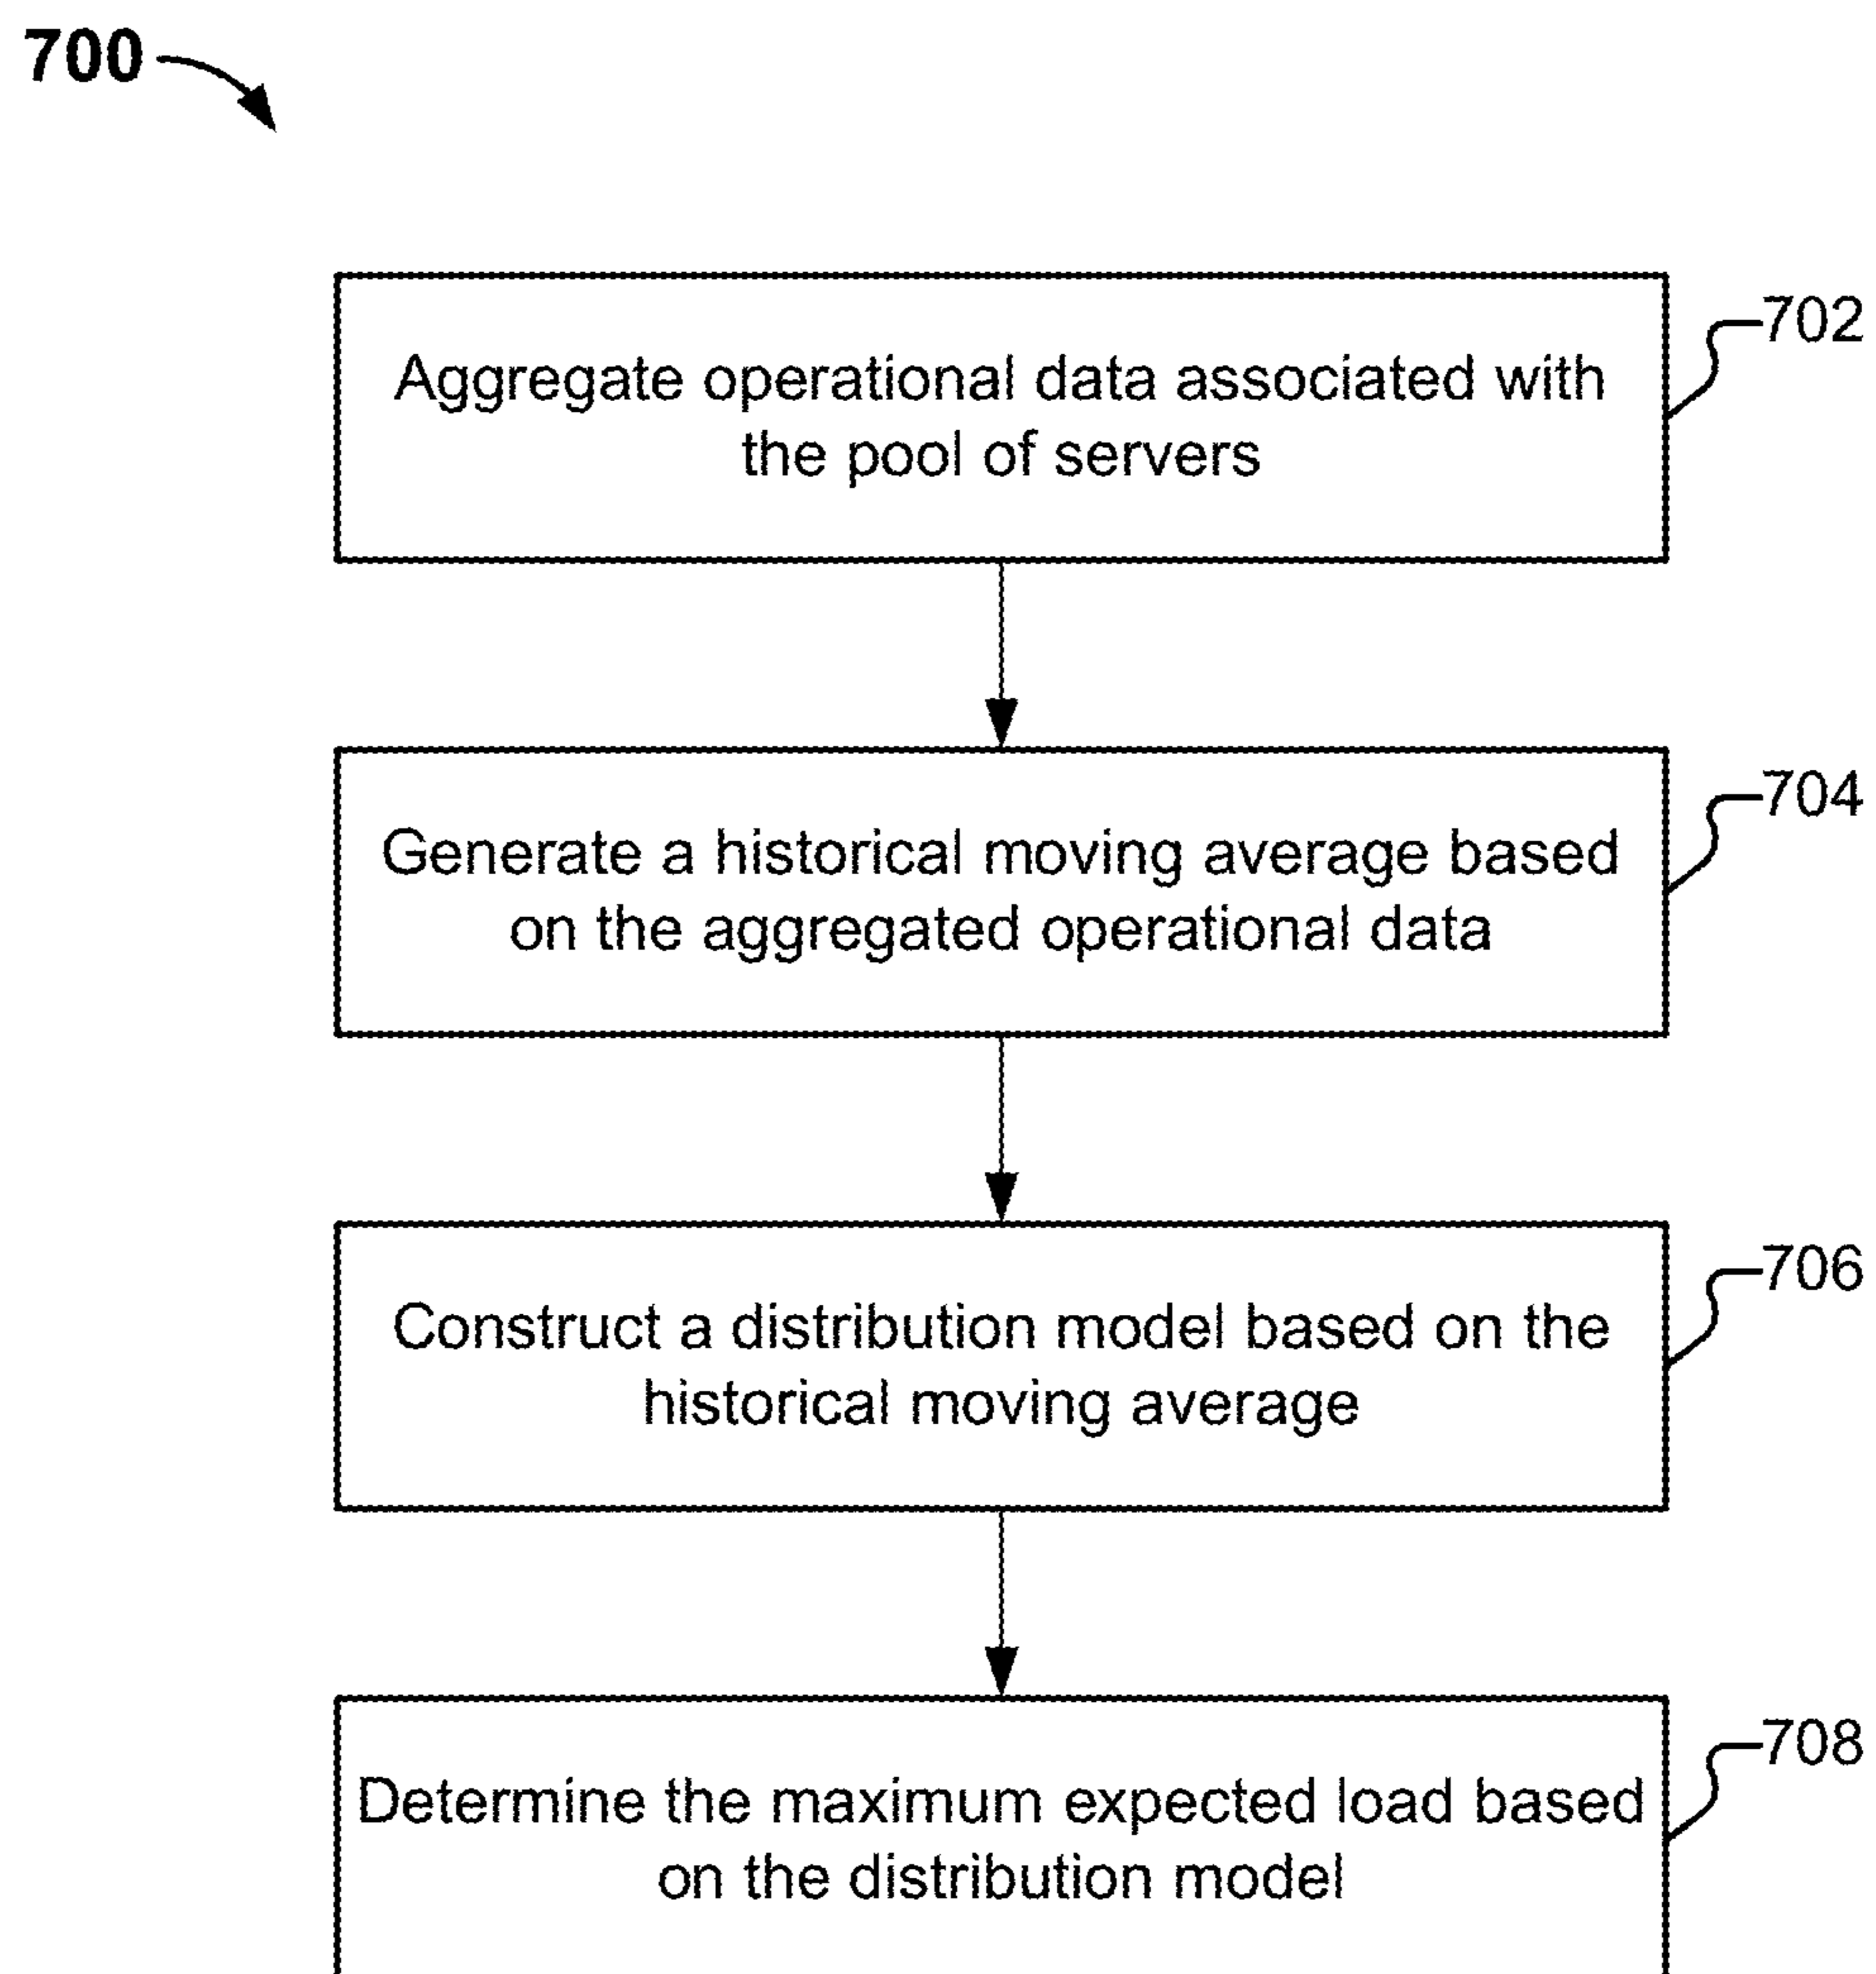 700
702
Aggregate operational data associated with
the pool of servers
704
Generate a historical moving average based
on the aggregated operational data
706
Construct a distribution model based on the
historical moving average
708
Determine the maximum expected load based
on the distribution model